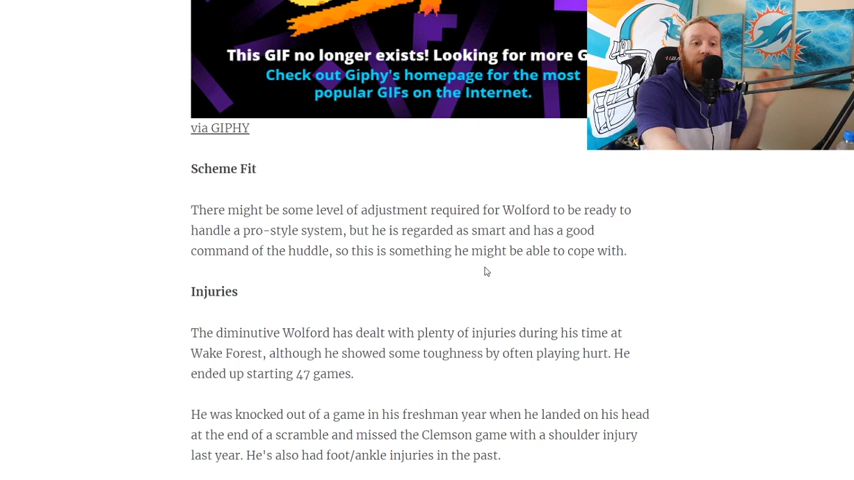 This GIF no longer exists! Looking for more G
Check out Giphy's homepage for the most
popular GIFs on the Internet.
via GIPHY
Scheme Fit
There might be some level of adjustment required for Wolford to be ready to
handle a pro-style system, but he is regarded as smart and has a good
command of the huddle, so this is something he might be able to cope with.
Injuries
The diminutive Wolford has dealt with plenty of injuries during his time at
Wake Forest, although he showed some toughness by often playing hurt. He
ended up starting 47 games.
He was knocked out of a game in his freshman year when he landed on his head
at the end of a scramble and missed the Clemson game with a shoulder injury
last year. He's also had foot/ankle injuries in the past.